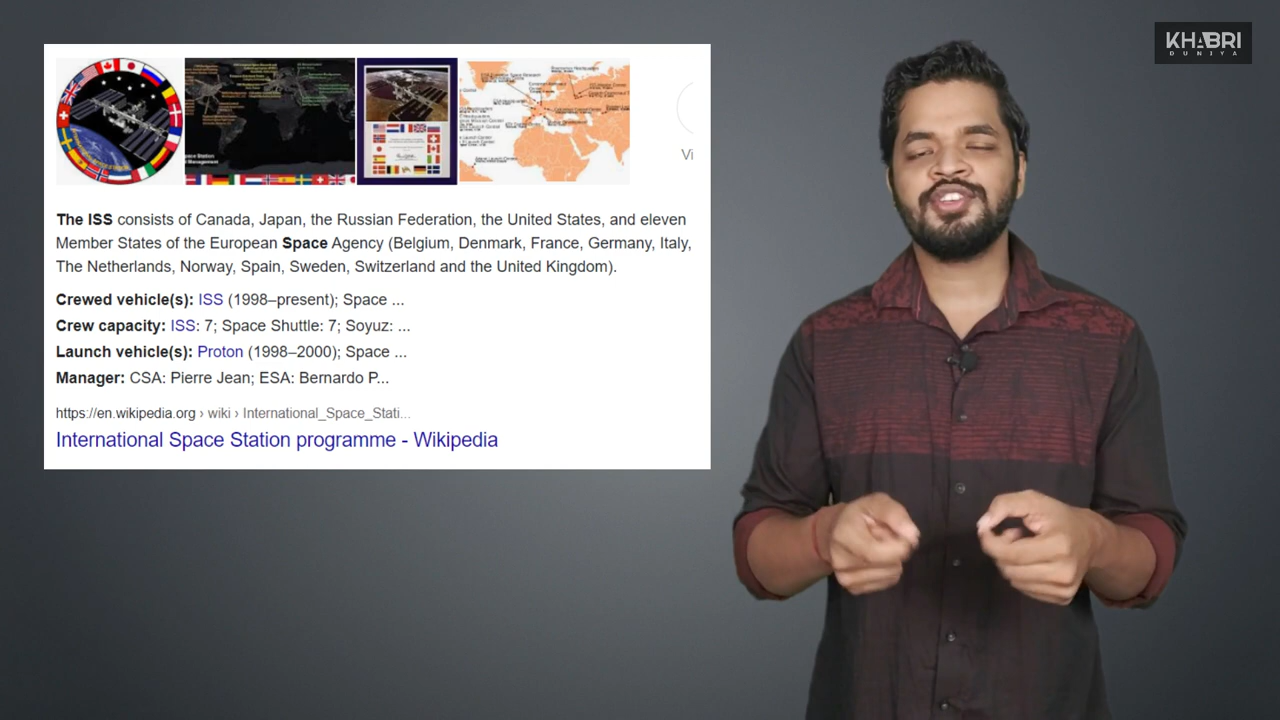 KHABRI
DUNIYA
Vi
The ISS consists of Canada, Japan, the Russian Federation, the United States, and eleven
Member States of the European Space Agency (Belgium, Denmark, France, Germany, Italy,
The Netherlands, Norway, Spain, Sweden, Switzerland and the United Kingdom).
Crewed vehicle(s): ISS (1998–present); Space ...
Crew capacity: ISS: 7; Space Shuttle: 7; Soyuz: ...
Launch vehicle(s): Proton (1998–2000); Space ...
Manager: CSA: Pierre Jean; ESA: Bernardo P...
https://en.wikipedia.org › wiki › International_Space_Stati...
International Space Station programme - Wikipedia